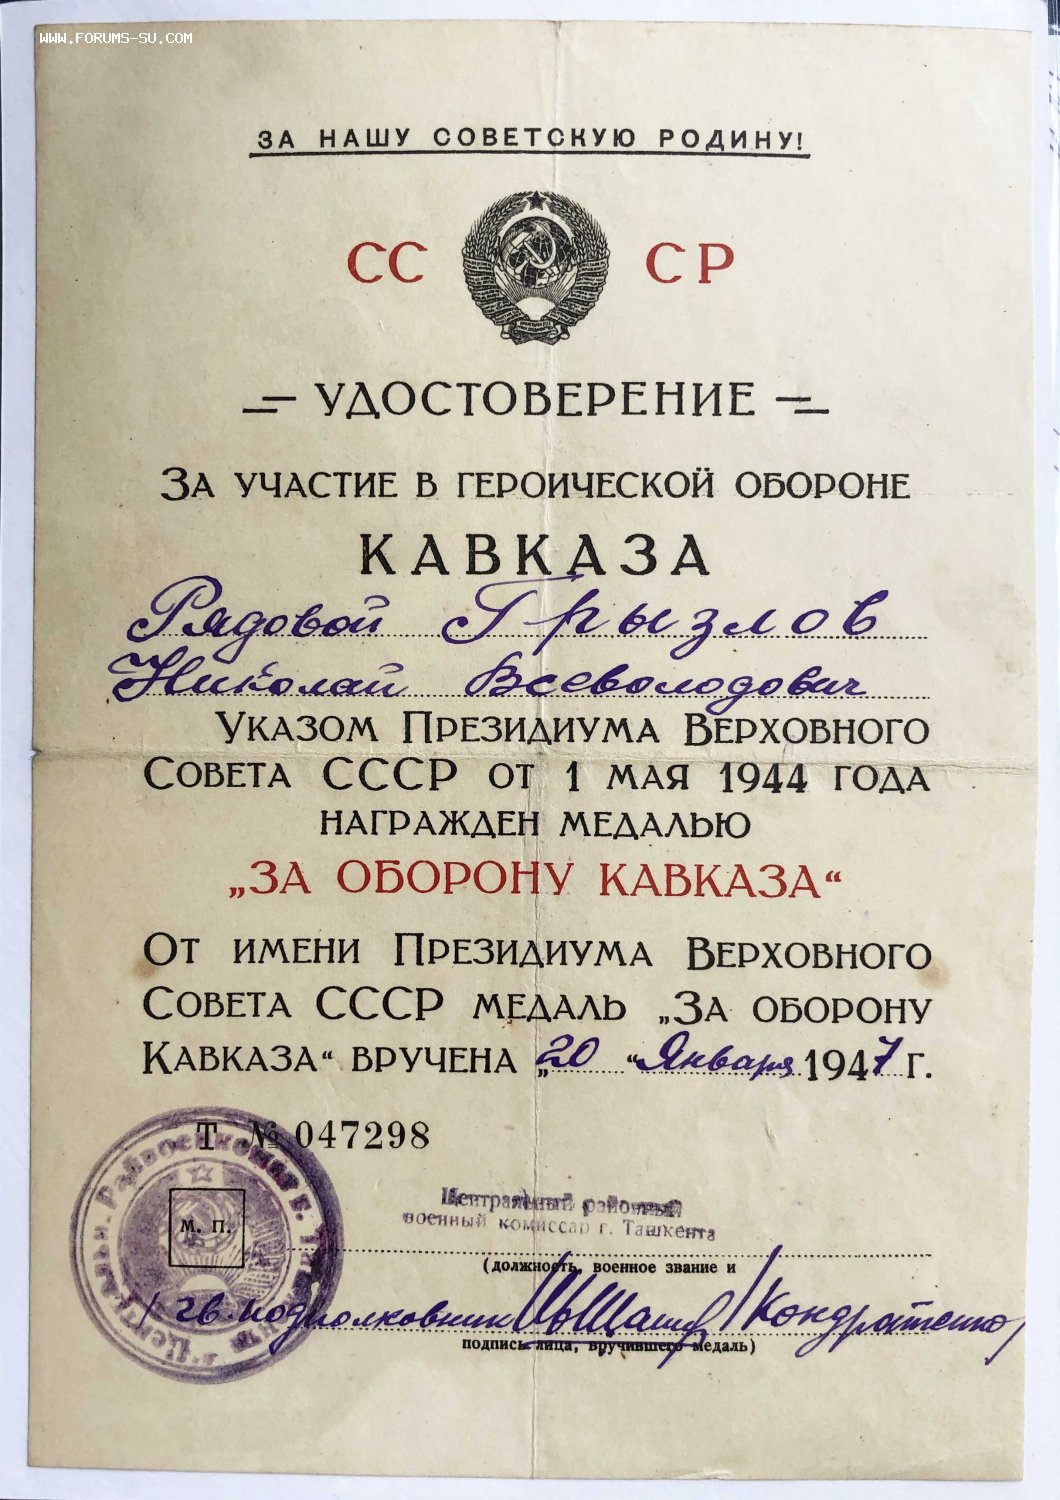 WWW.FORUMS-SU.COM
ЗА НАШУ СОВЕТСКУЮ РОДИНУ!
СС СР
УДОСТОВЕРЕНИЕ
ЗА УЧАСТИЕ В ГЕРОИЧЕСКОЙ ОБОРОНЕ
КАВКАЗА
Рядовой Грызлов
Николай Всеволодович
УКАЗОМ ПРЕЗИДИУМА ВЕРХОВНОГО
СОВЕТА СССР ОТ 1 МАЯ 1944 ГОДА
НАГРАЖДЕН МЕДАЛЬЮ
„ЗА ОБОРОНУ КАВКАЗА“
ОТ ИМЕНИ ПРЕЗИДИУМА ВЕРХОВНОГО
СОВЕТА СССР МЕДАЛЬ „ЗА ОБОРОНУ
КАВКАЗА“ ВРУЧЕНА „20“ Января 1947 Г.
Т № 047298
Центральный районный
военный комиссар г. Ташкента
М. П.
(должность, военное звание и
/гв. подполковник /Кондратенко/
подпись лица, вручившего медаль)